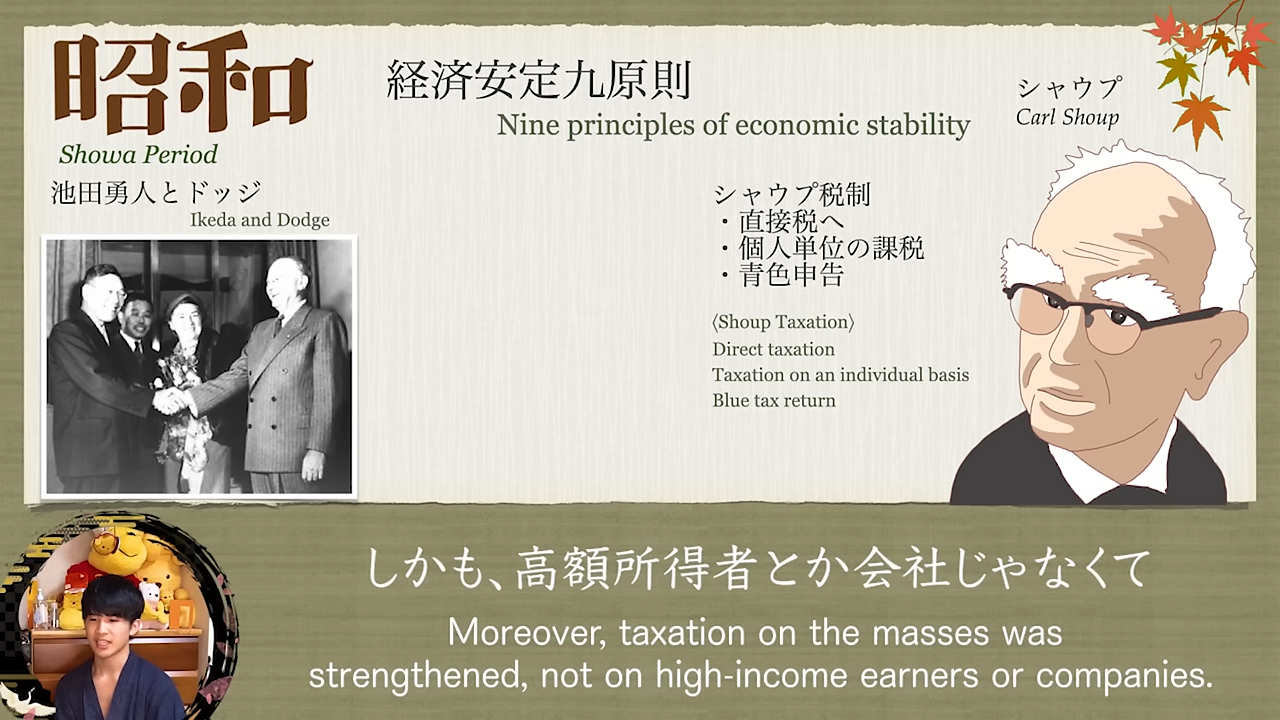 昭和
Showa Period
池田勇人とドッジ
Ikeda and Dodge
経済安定九原則
Nine principles of economic stability
シャウプ
Carl Shoup
シャウプ税制
・直接税へ
・個人単位の課税
・青色申告
〈Shoup Taxation〉
Direct taxation
Taxation on an individual basis
Blue tax return
しかも、高額所得者とか会社じゃなくて
Moreover, taxation on the masses was
strengthened, not on high-income earners or companies.